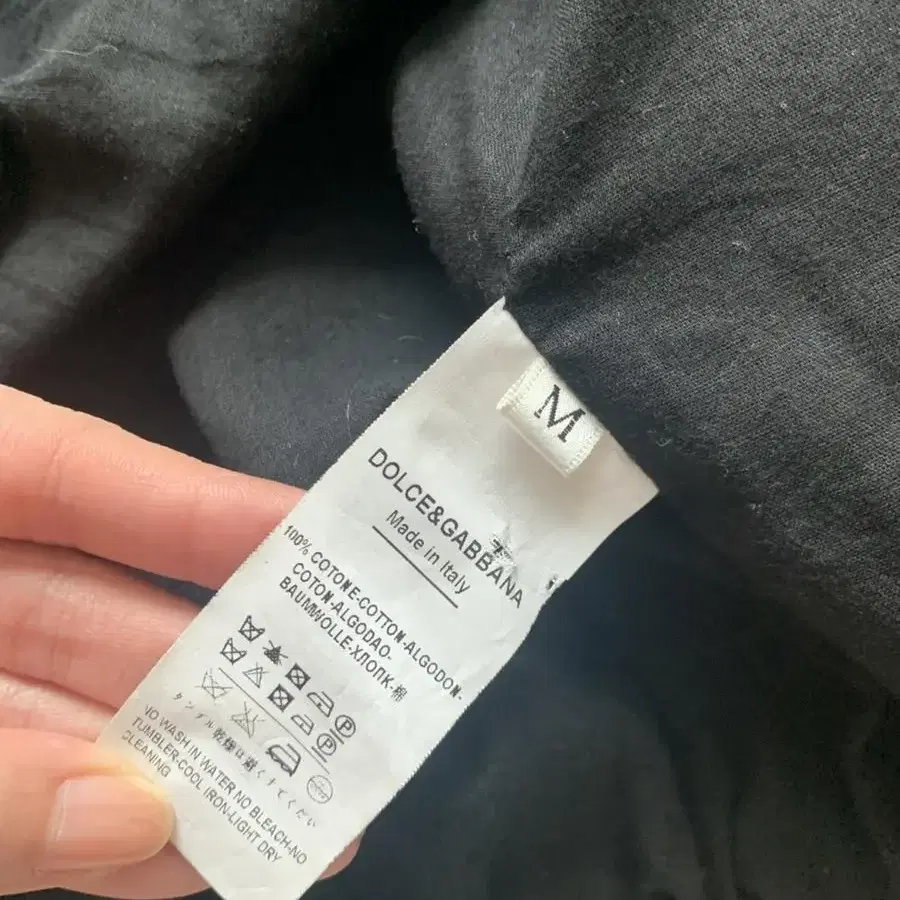 M
DOLCE&GABBANA
Made in Italy
100% COTONE-COTTON-ALGODON-
COTON-ALGODAO-
BAUMWOLLE-ХЛОПК-棉
P
P
タンブル乾燥は避けてください
NO WASH IN WATER NO BLEACH-NO
TUMBLER-COOL IRON-LIGHT DRY
CLEANING